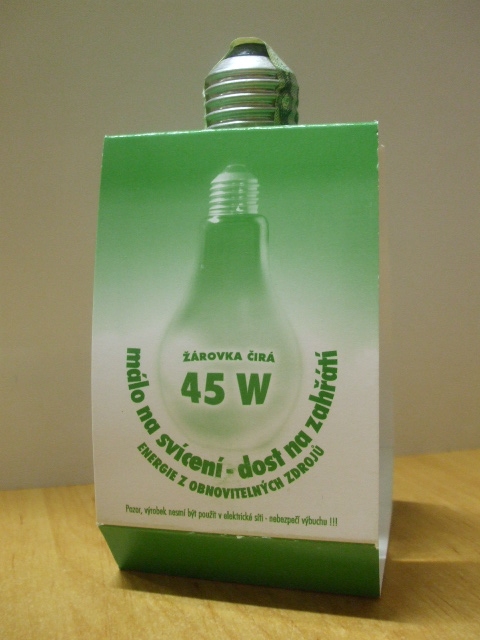 ŽÁROVKA ČIRÁ
45 W
málo na svícení - dost na zahřátí
ENERGIE Z OBNOVITELNÝCH ZDROJŮ
Pozor, výrobek nesmí být použit v elektrické síti - nebezpečí výbuchu !!!